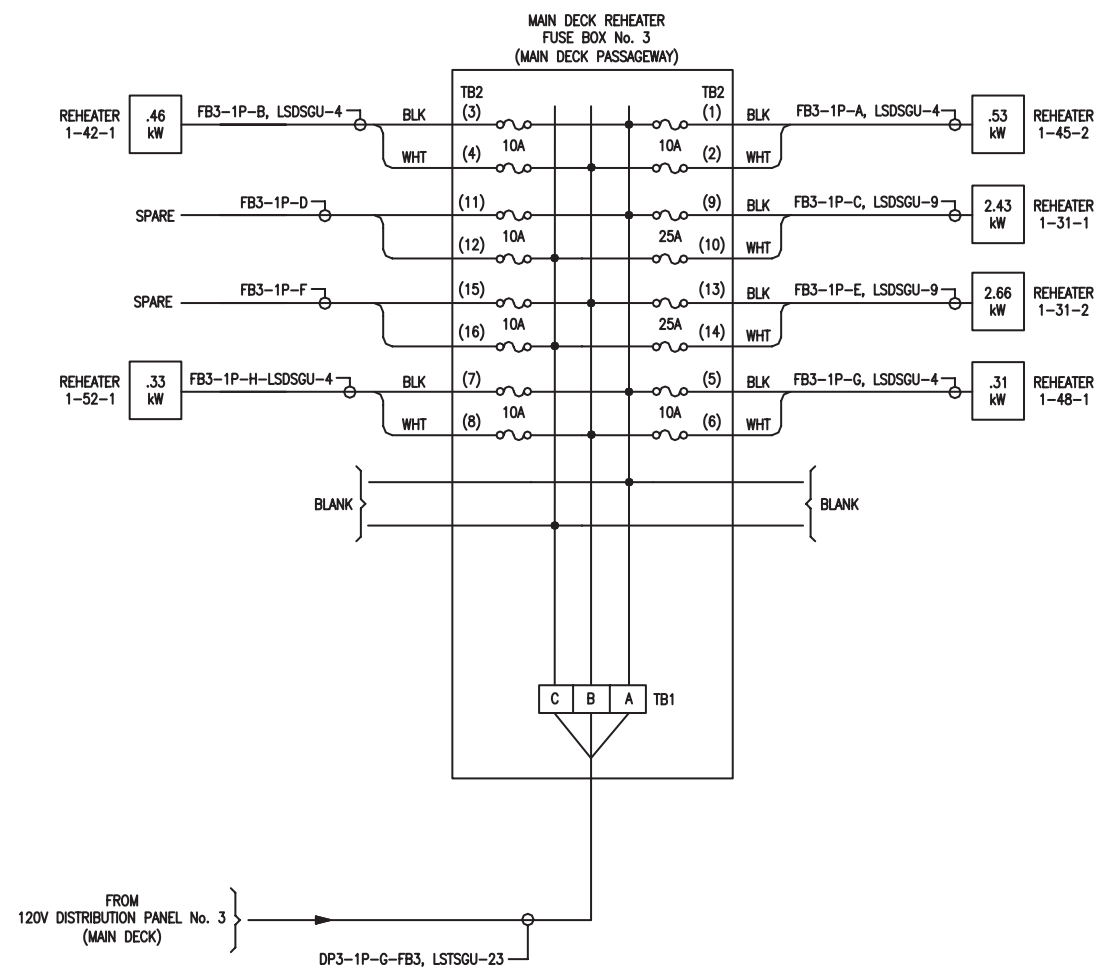 MAIN DECK REHEATER
FUSE BOX No. 3
(MAIN DECK PASSAGEWAY)
TB2
TB2
REHEATER
1-42-1
.46
kW
FB3-1P-B, LSDSGU-4
BLK
(3)
10A
WHT
(4)
(1)
BLK
10A
(2)
WHT
FB3-1P-A, LSDSGU-4
.53
kW
REHEATER
1-45-2
SPARE
FB3-1P-D
(11)
10A
(12)
(9)
BLK
25A
(10)
WHT
FB3-1P-C, LSDSGU-9
2.43
kW
REHEATER
1-31-1
SPARE
FB3-1P-F
(15)
10A
(16)
(13)
BLK
25A
(14)
WHT
FB3-1P-E, LSDSGU-9
2.66
kW
REHEATER
1-31-2
REHEATER
1-52-1
.33
kW
FB3-1P-H-LSDSGU-4
BLK
(7)
10A
WHT
(8)
(5)
BLK
10A
(6)
WHT
FB3-1P-G, LSDSGU-4
.31
kW
REHEATER
1-48-1
BLANK
BLANK
C B A TB1
FROM
120V DISTRIBUTION PANEL No. 3
(MAIN DECK)
DP3-1P-G-FB3, LSTSGU-23